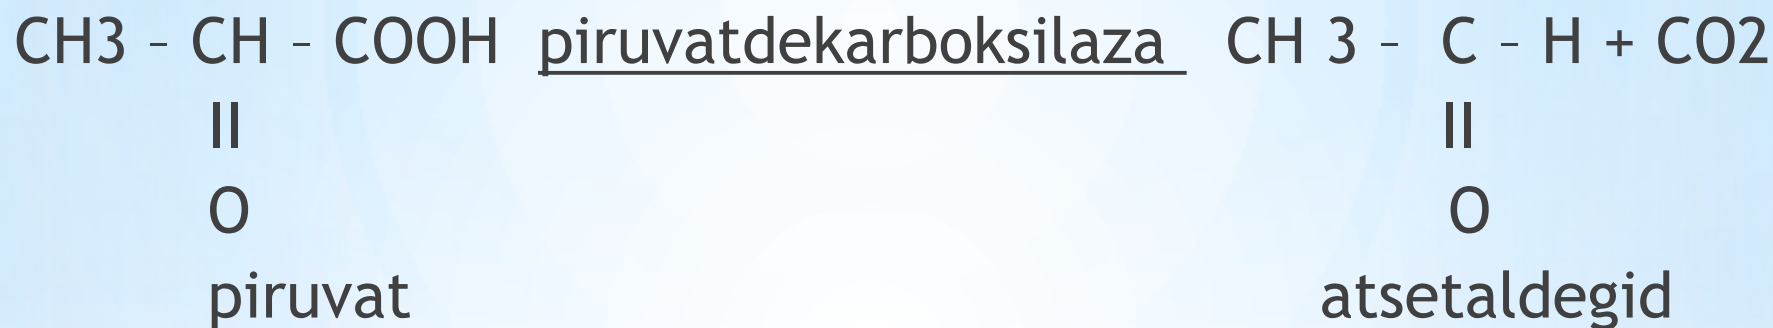 CH3 – CH – COOH piruvatdekarboksilaza CH 3 – C – H + CO2
II II
O O
piruvat atsetaldegid